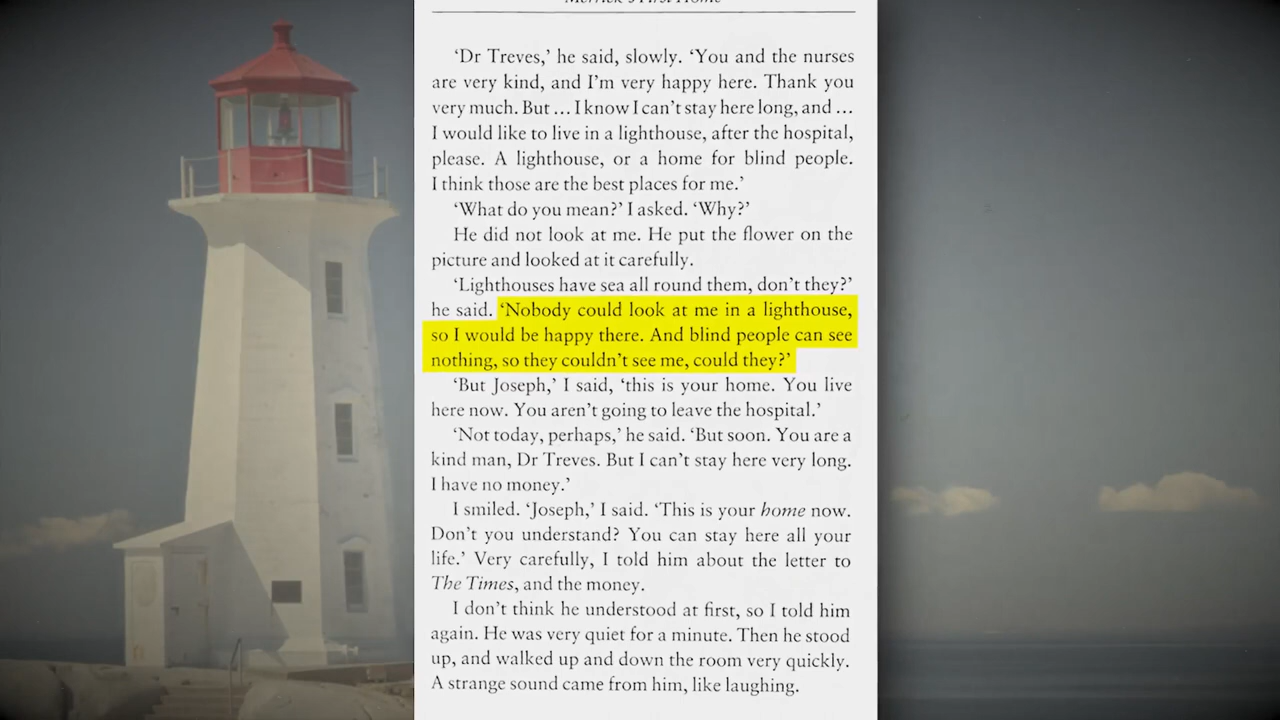 Merrick's First Home
'Dr Treves,' he said, slowly. 'You and the nurses
are very kind, and I'm very happy here. Thank you
very much. But ... I know I can't stay here long, and ...
I would like to live in a lighthouse, after the hospital,
please. A lighthouse, or a home for blind people.
I think those are the best places for me.'
'What do you mean?' I asked. 'Why?'
He did not look at me. He put the flower on the
picture and looked at it carefully.
'Lighthouses have sea all round them, don't they?'
he said. 'Nobody could look at me in a lighthouse,
so I would be happy there. And blind people can see
nothing, so they couldn't see me, could they?'
'But Joseph,' I said, 'this is your home. You live
here now. You aren't going to leave the hospital.'
'Not today, perhaps,' he said. 'But soon. You are a
kind man, Dr Treves. But I can't stay here very long.
I have no money.'
I smiled. 'Joseph,' I said. 'This is your home now.
Don't you understand? You can stay here all your
life.' Very carefully, I told him about the letter to
The Times, and the money.
I don't think he understood at first, so I told him
again. He was very quiet for a minute. Then he stood
up, and walked up and down the room very quickly.
A strange sound came from him, like laughing.